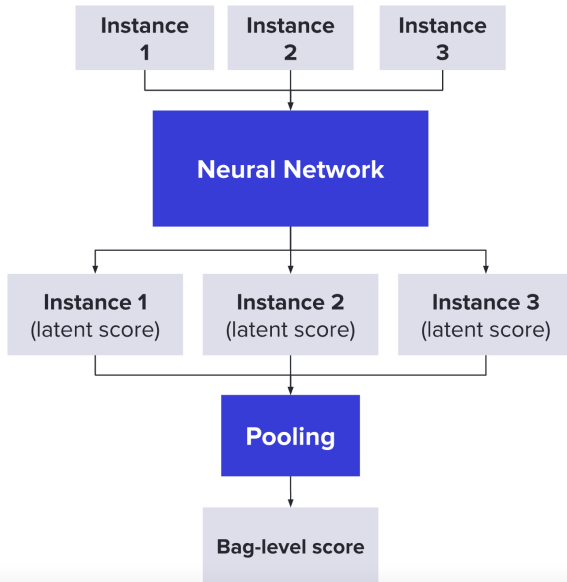 Instance
1
Instance
2
Instance
3
Neural Network
Instance 1
(latent score)
Instance 2
(latent score)
Instance 3
(latent score)
Pooling
Bag-level score